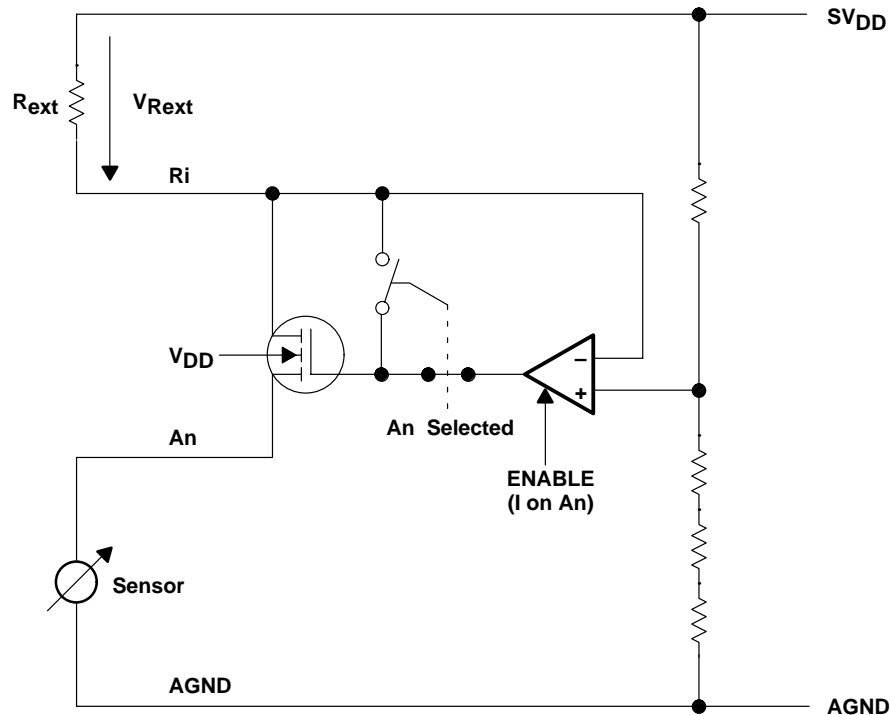 SVDD
Rext
VRext
Ri
VDD
−
+
An Selected
An
ENABLE
(I on An)
Sensor
AGND
AGND